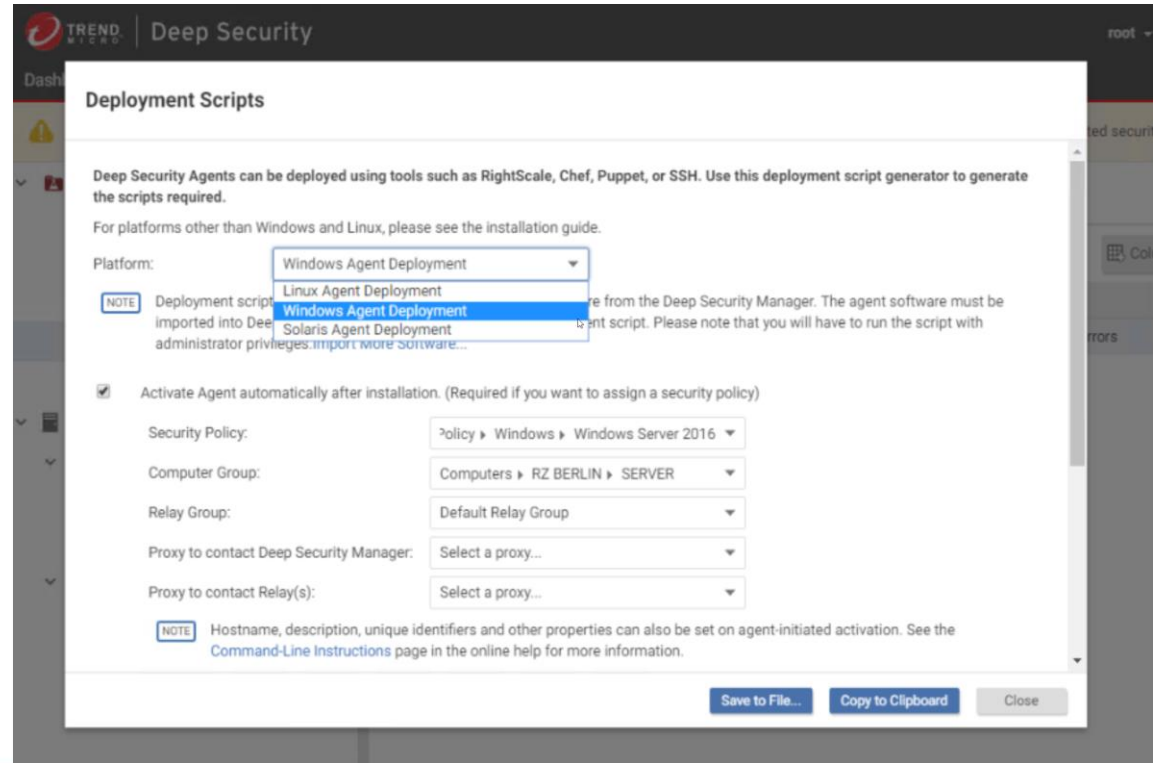 TREND MICRO
Deep Security
root
Dashl
ted securit
Deployment Scripts
Deep Security Agents can be deployed using tools such as RightScale, Chef, Puppet, or SSH. Use this deployment script generator to generate
the scripts required.
For platforms other than Windows and Linux, please see the installation guide.
Platform:
Windows Agent Deployment
Linux Agent Deployment
Windows Agent Deployment
Solaris Agent Deployment
NOTE
Deployment script re from the Deep Security Manager. The agent software must be
imported into Dee ent script. Please note that you will have to run the script with
administrator privileges. Import More Software...
Col
rrors
Activate Agent automatically after installation. (Required if you want to assign a security policy)
Security Policy:
Policy ▸ Windows ▸ Windows Server 2016
Computer Group:
Computers ▸ RZ BERLIN ▸ SERVER
Relay Group:
Default Relay Group
Proxy to contact Deep Security Manager:
Select a proxy...
Proxy to contact Relay(s):
Select a proxy...
NOTE
Hostname, description, unique identifiers and other properties can also be set on agent-initiated activation. See the
Command-Line Instructions page in the online help for more information.
Save to File...
Copy to Clipboard
Close